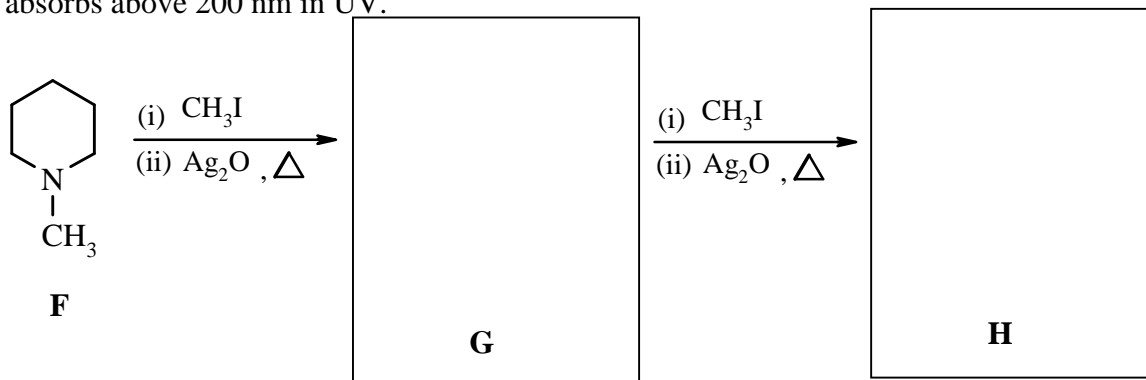 absorbs above 200 nm in UV.
(i) CH₃I
(ii) Ag₂O , △
(i) CH₃I
(ii) Ag₂O , △
N
CH₃
F
G
H